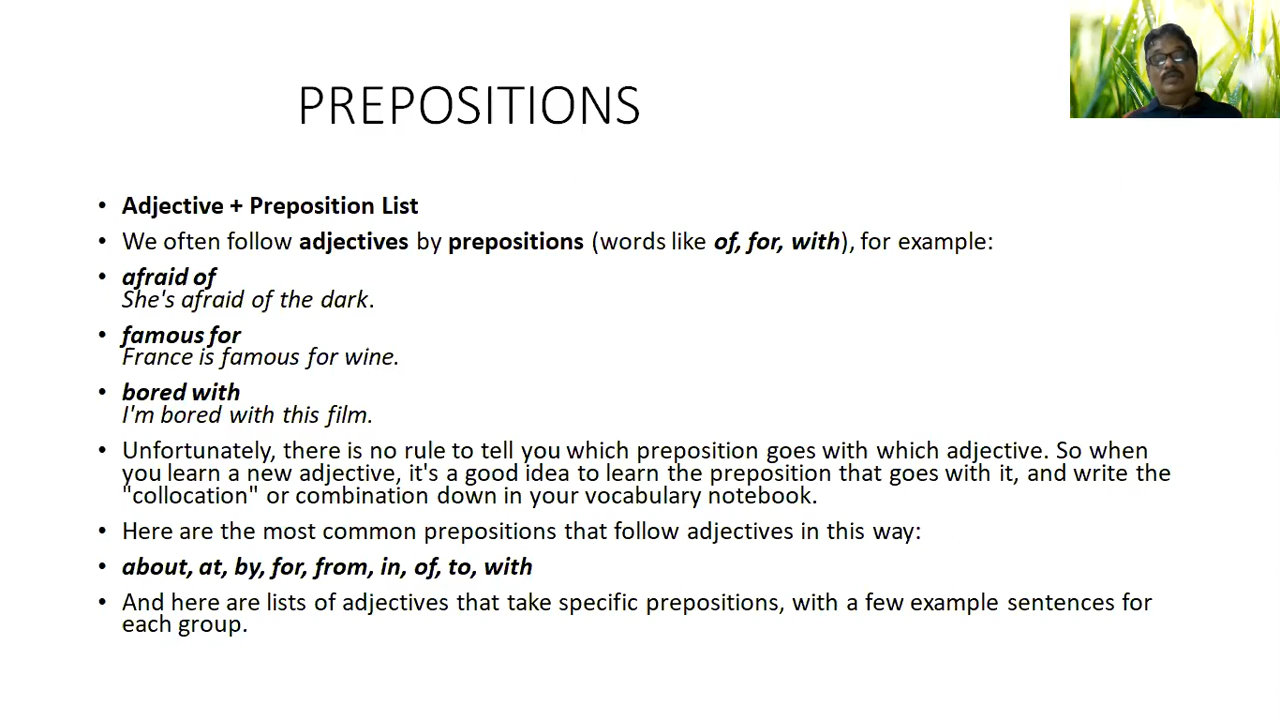 PREPOSITIONS
• Adjective + Preposition List
• We often follow adjectives by prepositions (words like of, for, with), for example:
• afraid of
She's afraid of the dark.
• famous for
France is famous for wine.
• bored with
I'm bored with this film.
• Unfortunately, there is no rule to tell you which preposition goes with which adjective. So when
you learn a new adjective, it's a good idea to learn the preposition that goes with it, and write the
"collocation" or combination down in your vocabulary notebook.
• Here are the most common prepositions that follow adjectives in this way:
• about, at, by, for, from, in, of, to, with
• And here are lists of adjectives that take specific prepositions, with a few example sentences for
each group.